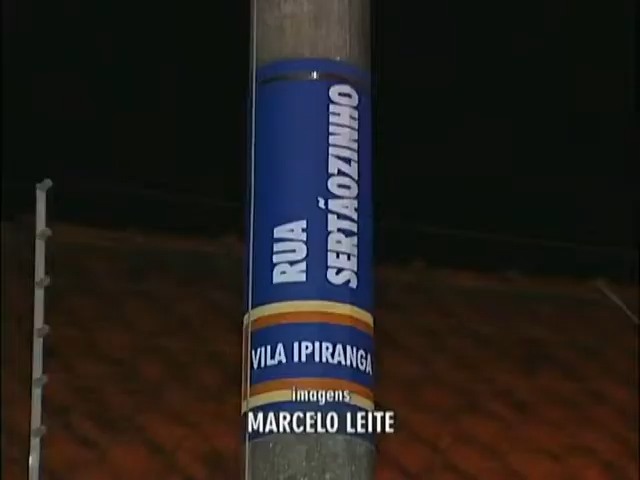 RUA
SERTÃOZINHO
VILA IPIRANGA
imagens
MARCELO LEITE